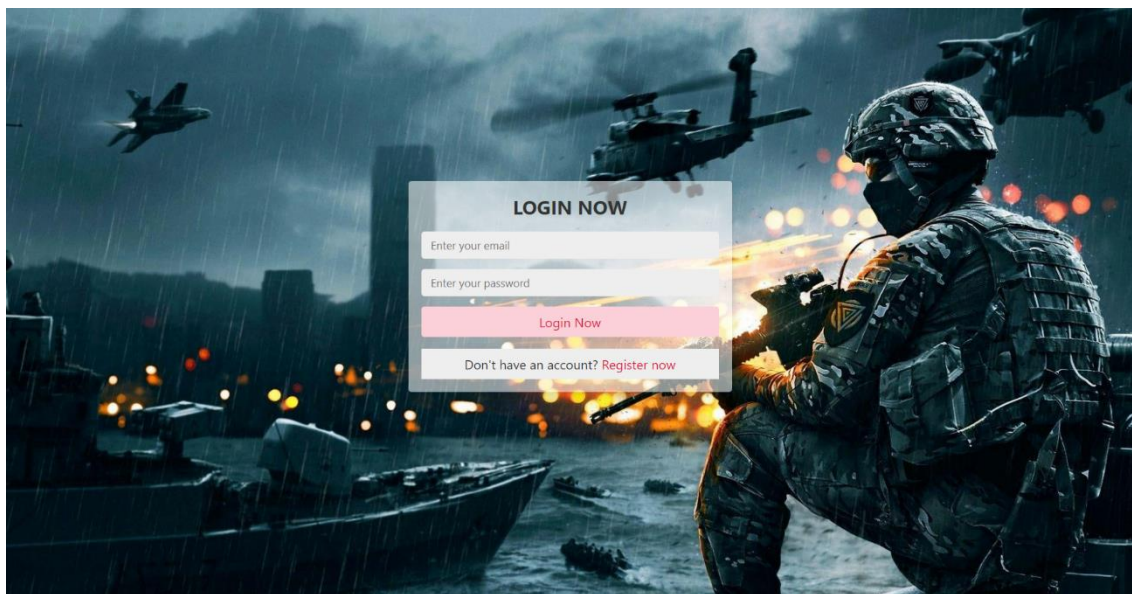 LOGIN NOW
Enter your email
Enter your password
Login Now
Don't have an account? Register now